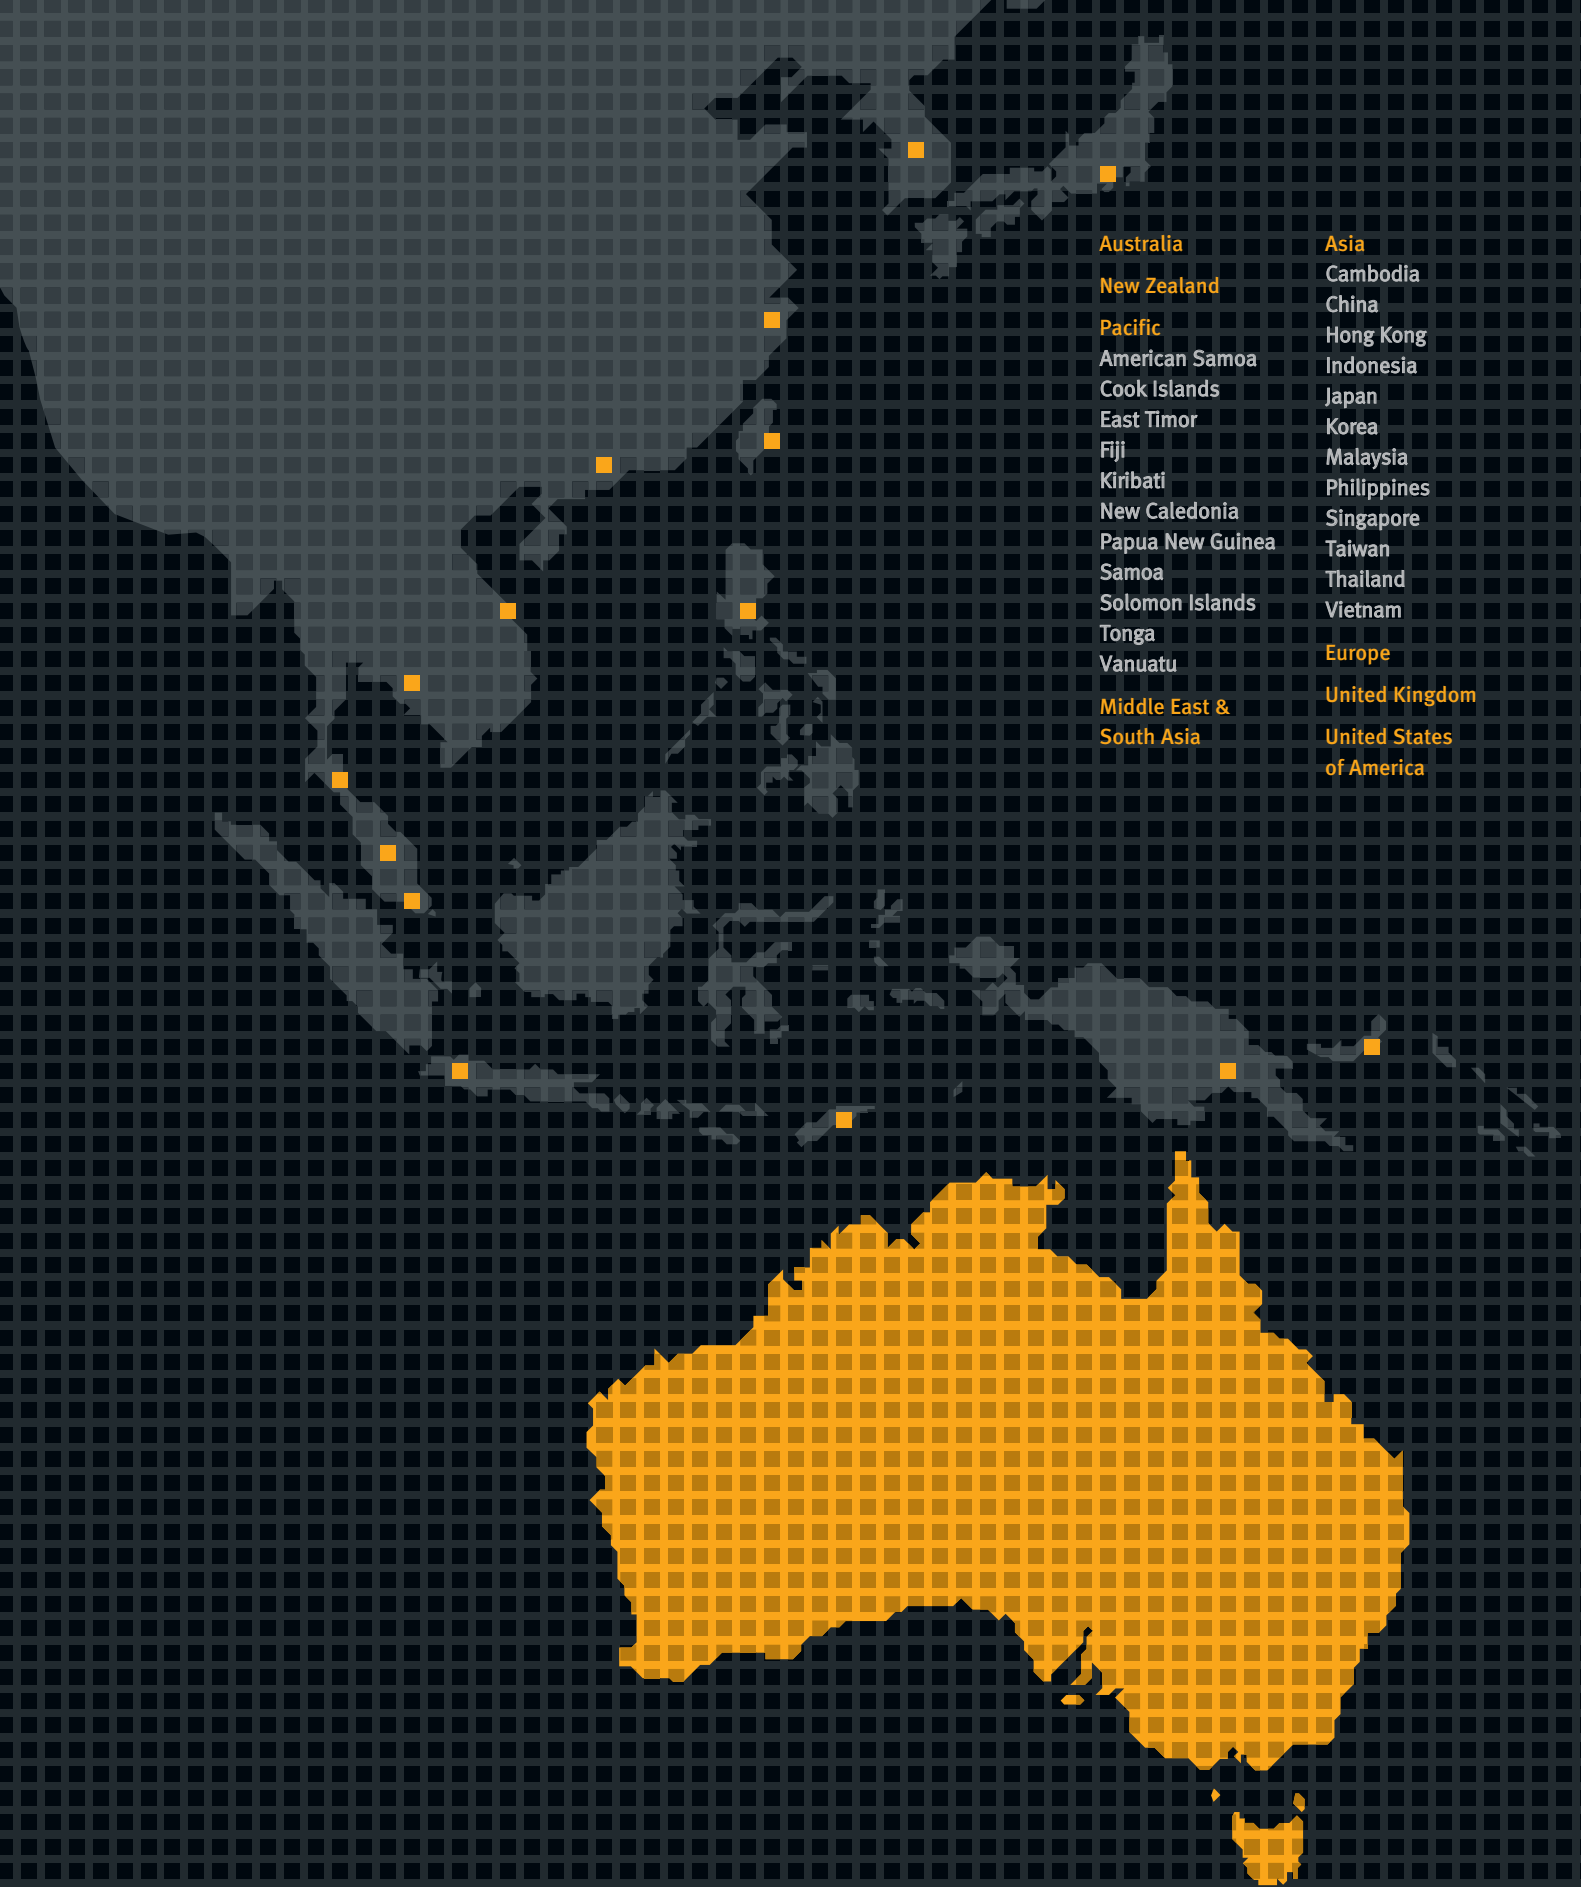 Australia
New Zealand
Pacific
American Samoa
Cook Islands
East Timor
Fiji
Kiribati
New Caledonia
Papua New Guinea
Samoa
Solomon Islands
Tonga
Vanuatu
Middle East &
South Asia
Asia
Cambodia
China
Hong Kong
Indonesia
Japan
Korea
Malaysia
Philippines
Singapore
Taiwan
Thailand
Vietnam
Europe
United Kingdom
United States
of America